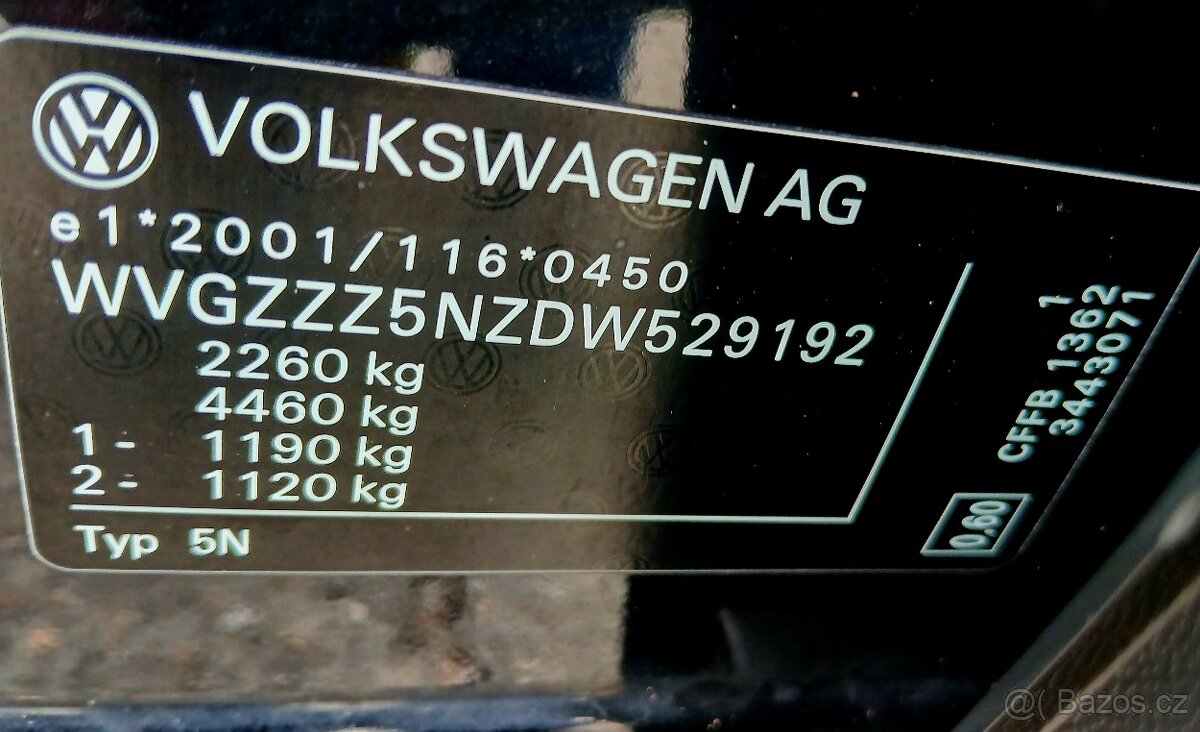 VOLKSWAGEN AG
e1*2001/116*0450
WVGZZZ5NZDW529192
2260 kg
4460 kg
1 - 1190 kg
2 - 1120 kg
Typ 5N
1
CFFB 1362
3443071
0,60
@( Bazos.cz